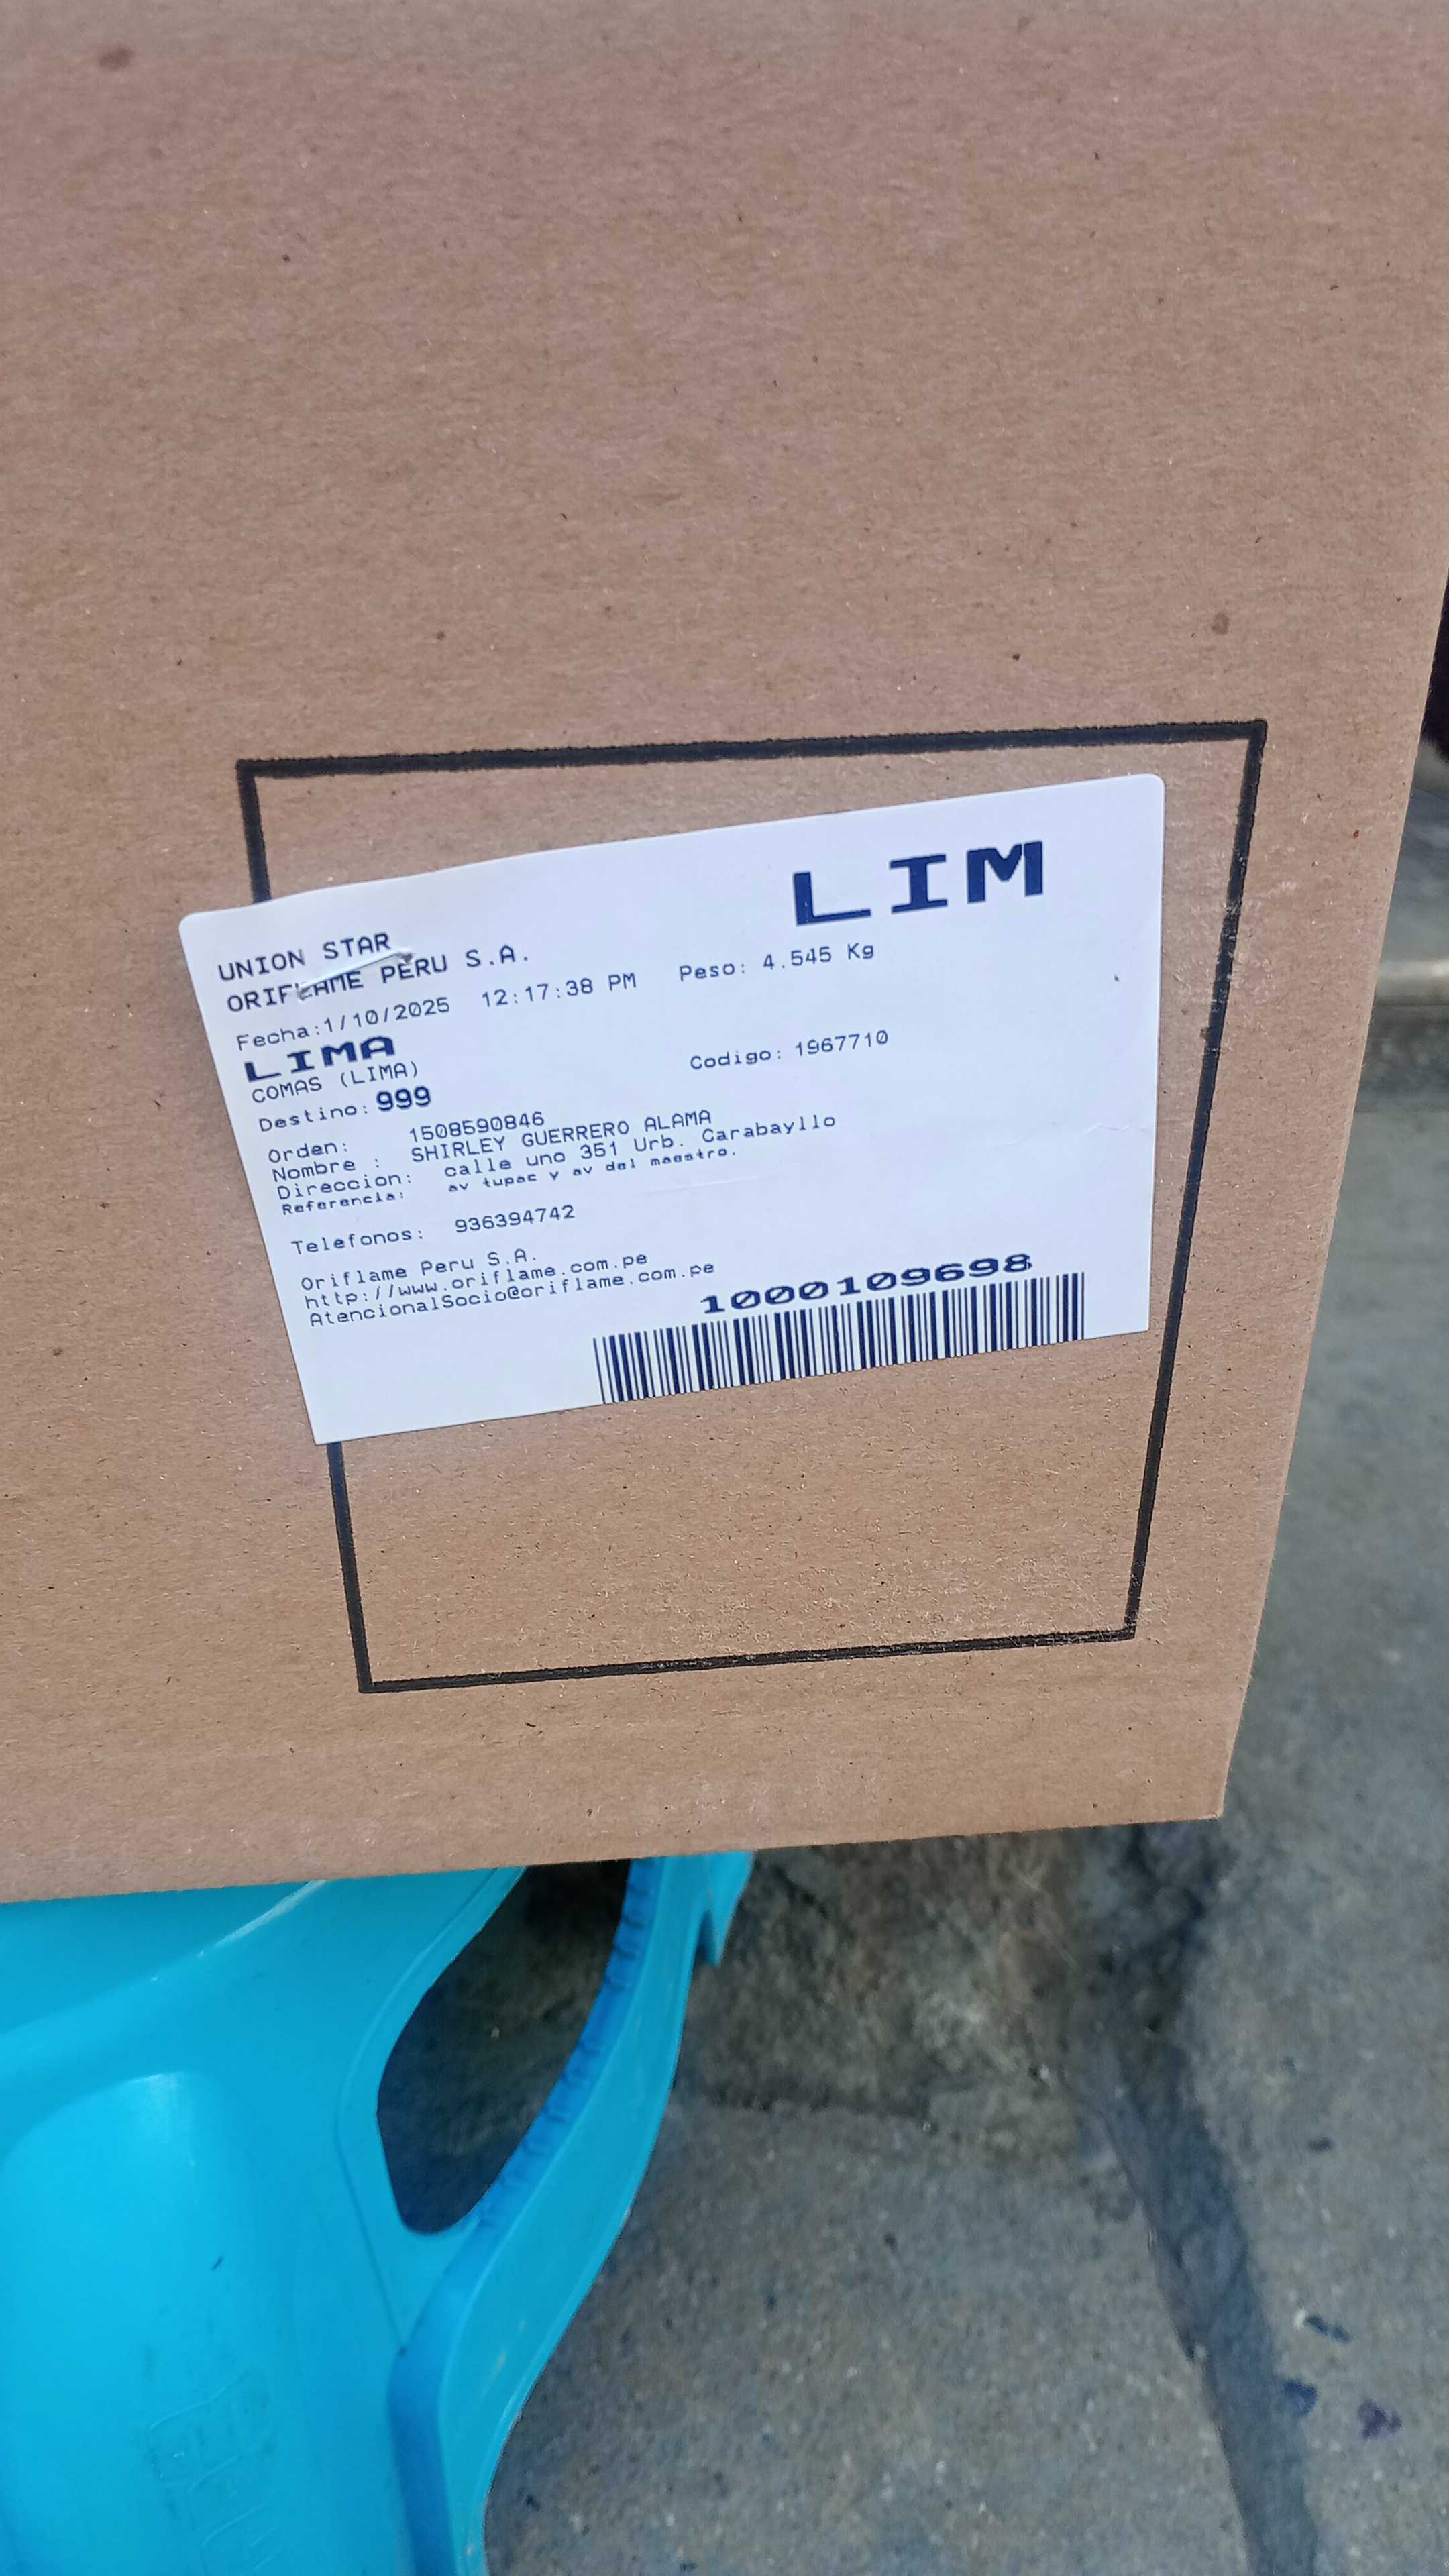 LIM
UNION STAR
ORIFLAME PERU S.A.
Fecha:1/10/2025 12:17:38 PM Peso: 4.545 Kg
LIMA
COMAS (LIMA) Codigo: 1967710
Destino: 999
Orden: 1508590846
Nombre : SHIRLEY GUERRERO ALAMA
Direccion: calle uno 351 Urb. Carabayllo
Referencia: av tupac y av del maestro.
Telefonos: 936394742
Oriflame Peru S.A.
http://www.oriflame.com.pe
AtencionalSocio@oriflame.com.pe
1000109698